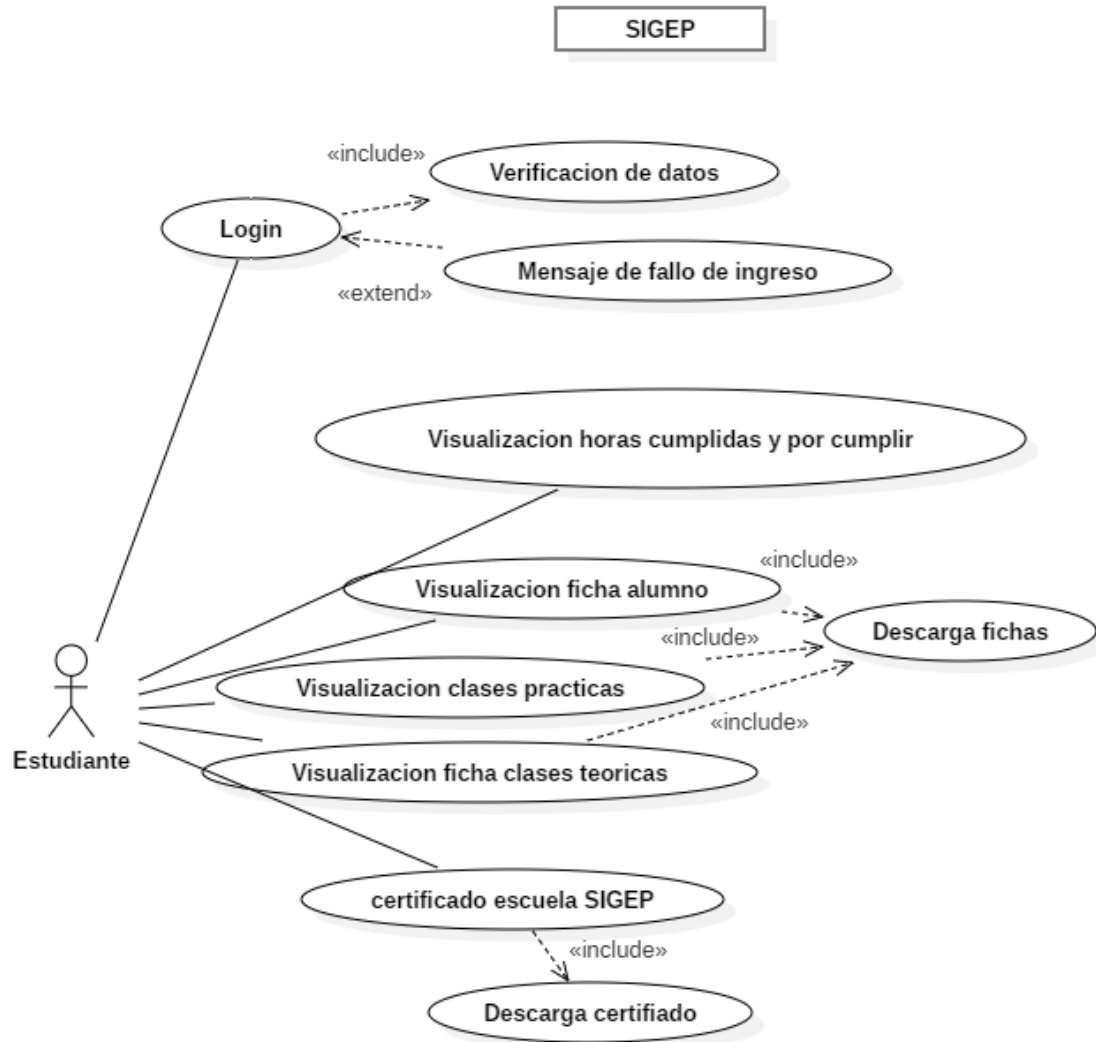 SIGEP
«include»
Verificacion de datos
Login
Mensaje de fallo de ingreso
«extend»
Visualizacion horas cumplidas y por cumplir
«include»
Visualizacion ficha alumno
Descarga fichas
«include»
Visualizacion clases practicas
«include»
Estudiante
Visualizacion ficha clases teoricas
certificado escuela SIGEP
«include»
Descarga certifiado